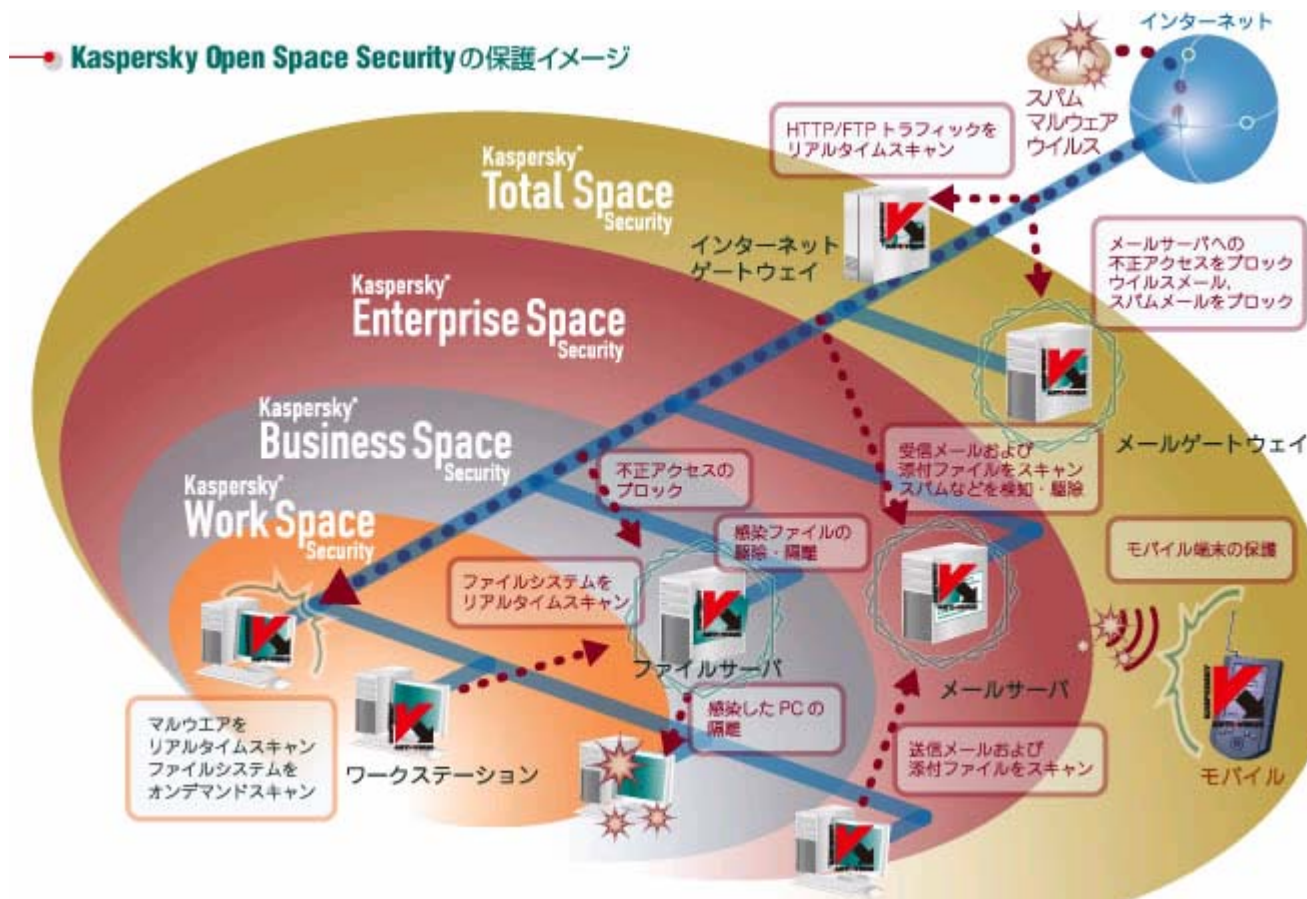 Kaspersky Open Space Securityの保護イメージ
インターネット
スパム
マルウェア
ウイルス
HTTP/FTP トラフィックを
リアルタイムスキャン
Kaspersky
Total Space
Security
インターネット
ゲートウェイ
メールサーバへの
不正アクセスをブロック
ウイルスメール、
スパムメールをブロック
Kaspersky
Enterprise Space
Security
メールゲートウェイ
Kaspersky
Business Space
Security
不正アクセスの
ブロック
受信メールおよび
添付ファイルをスキャン
スパムなどを検知・駆除
Kaspersky
Work Space
Security
感染ファイルの
駆除・隔離
モバイル端末の保護
ファイルシステムを
リアルタイムスキャン
ファイルサーバ
メールサーバ
マルウエアを
リアルタイムスキャン
ファイルシステムを
オンデマンドスキャン
ワークステーション
感染した PC の
隔離
送信メールおよび
添付ファイルをスキャン
モバイル